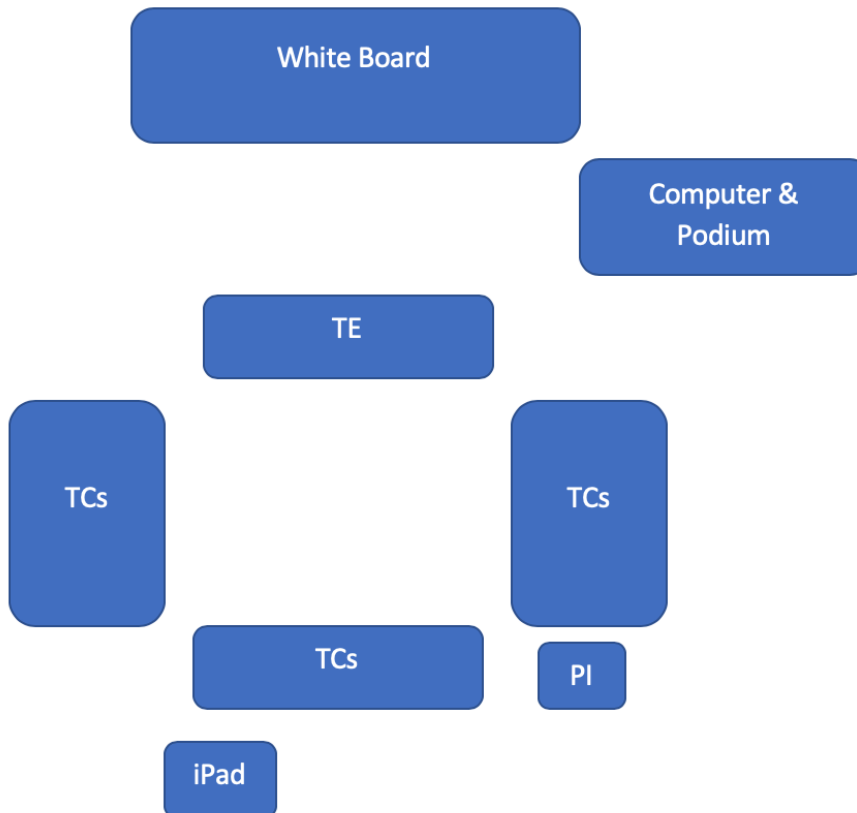 White Board
Computer &
Podium
TE
TCs
TCs
TCs
PI
iPad